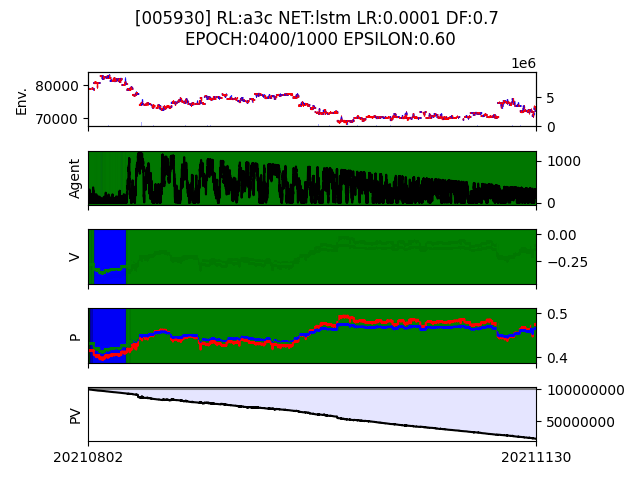 [005930] RL:a3c NET:lstm LR:0.0001 DF:0.7
EPOCH:0400/1000 EPSILON:0.60
1e6
Env.
80000
70000
5
0
Agent
1000
0
V
0.00
−0.25
P
0.5
0.4
PV
100000000
50000000
20210802
20211130